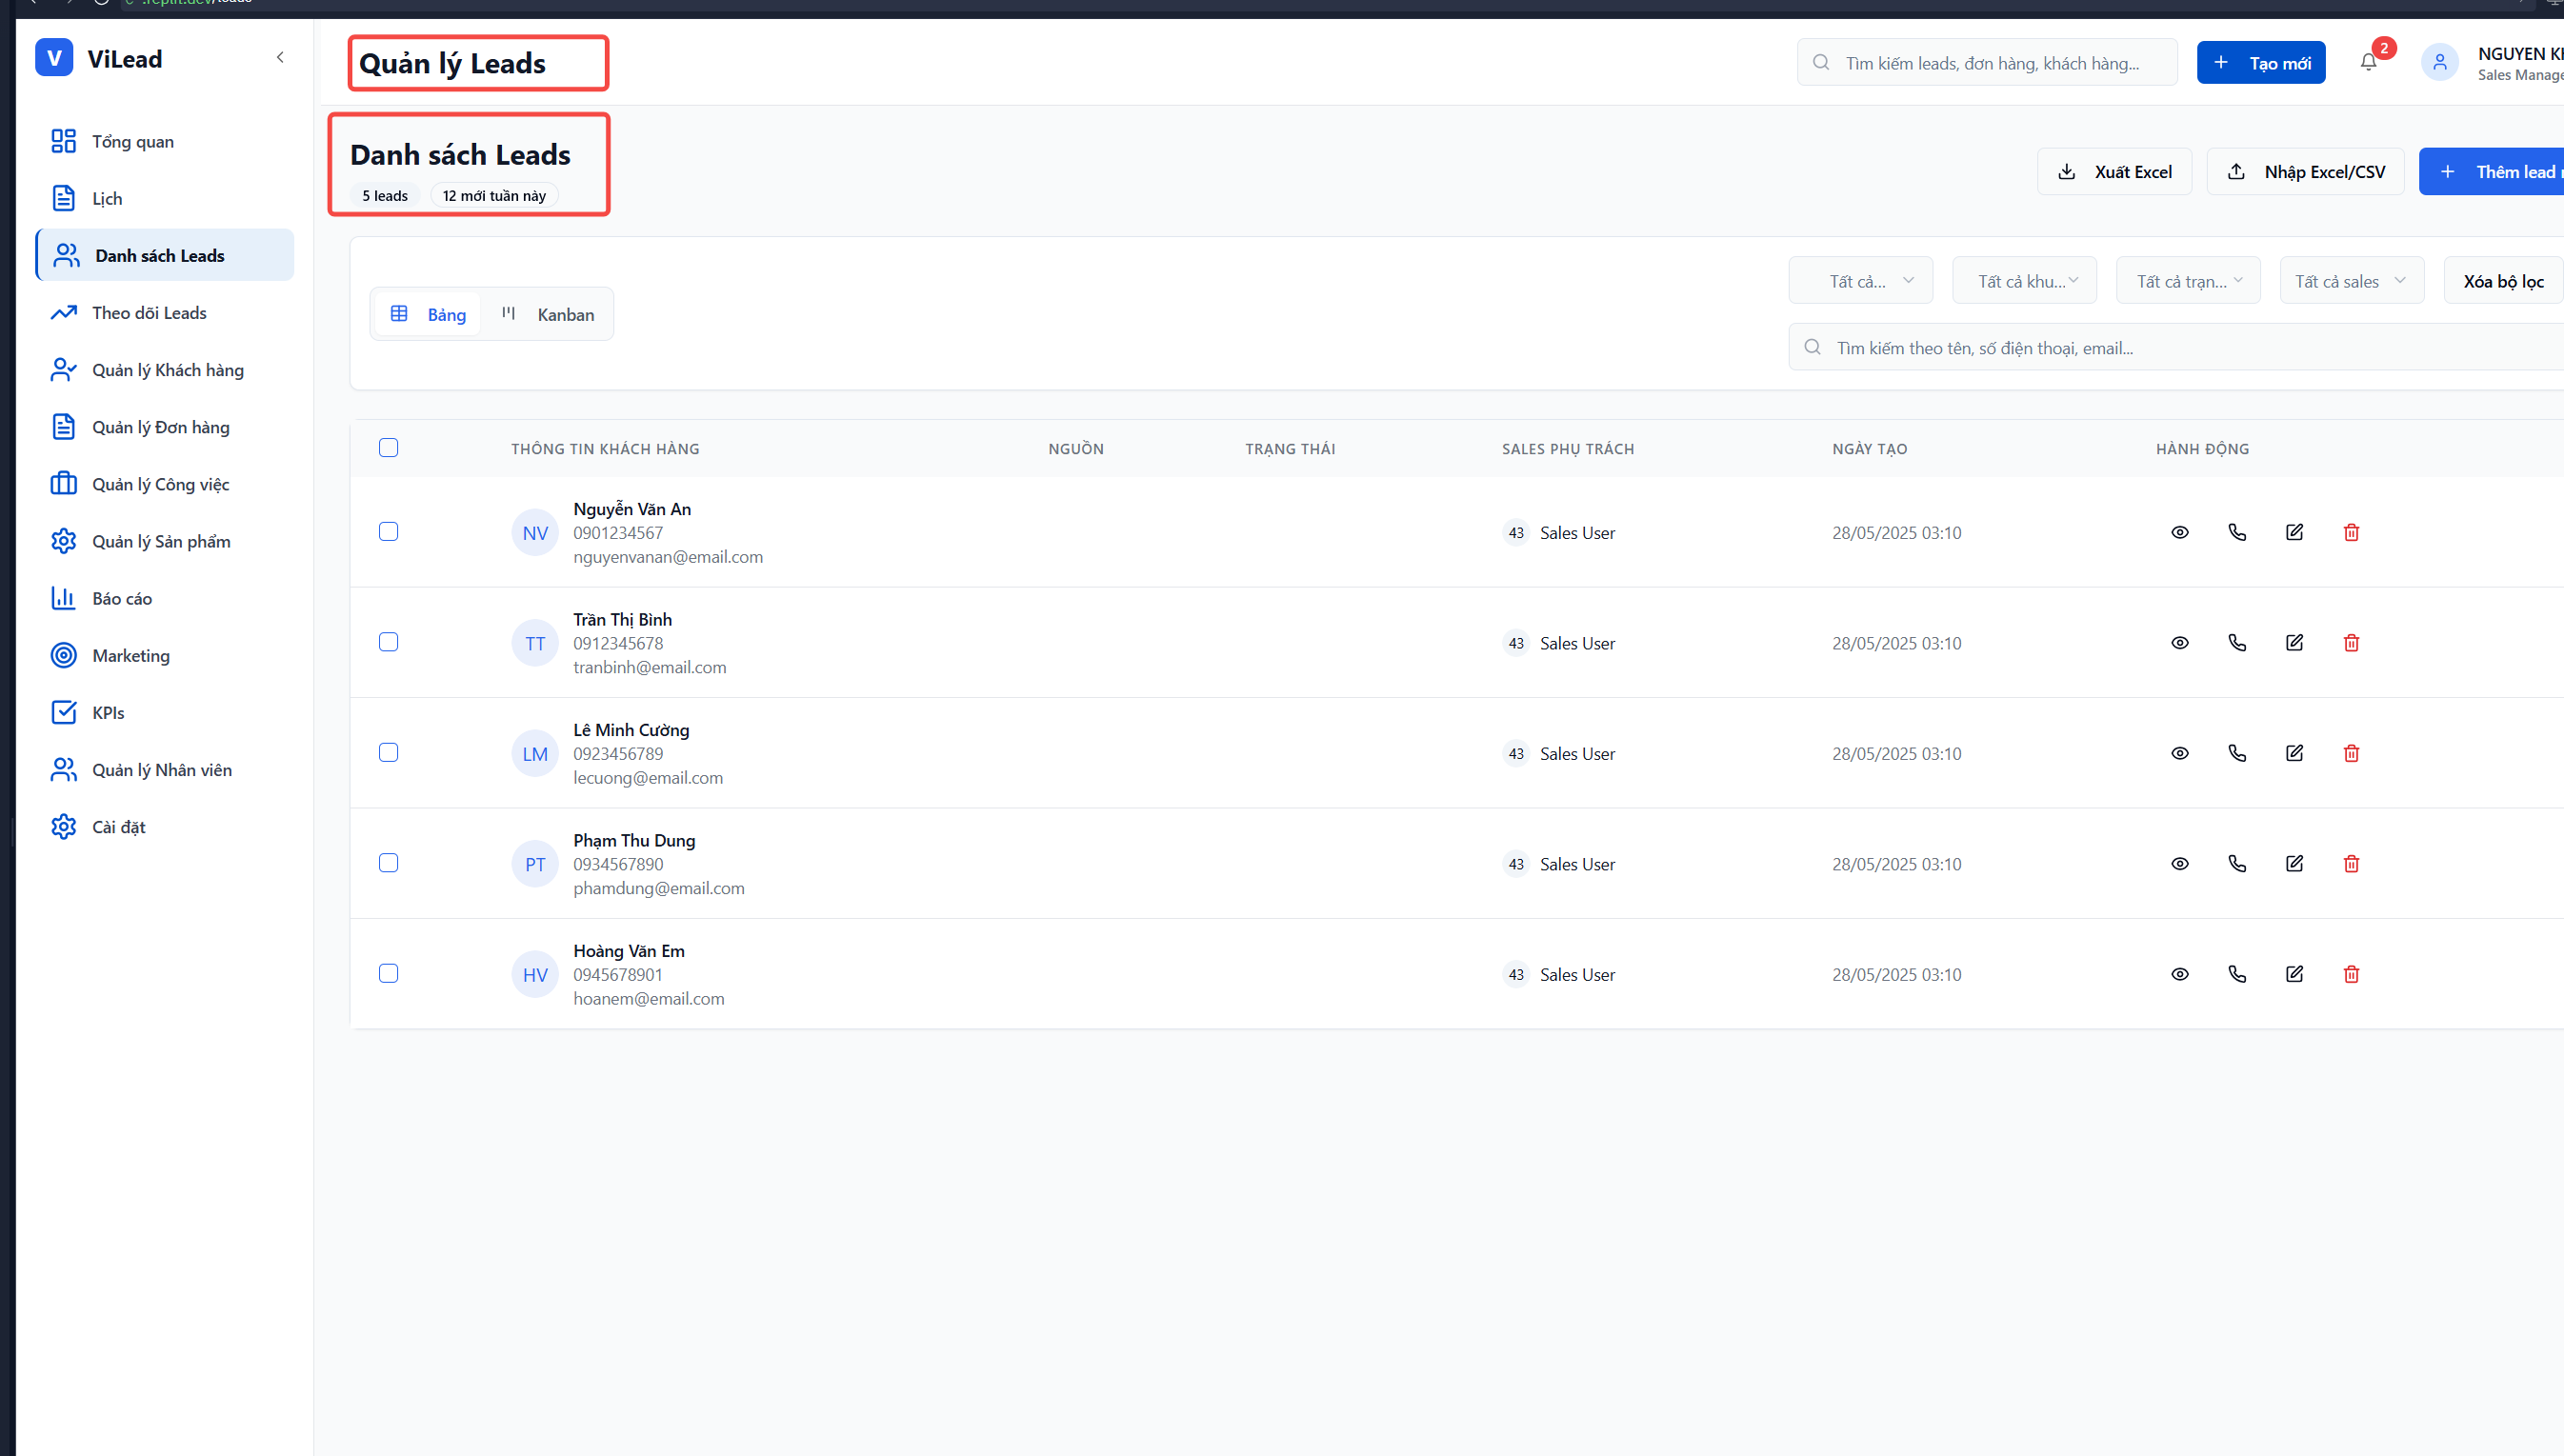 ViLead
Quản lý Leads
Tìm kiếm leads, đơn hàng, khách hàng...
Tạo mới
2
NGUYEN
Sales
Tổng quan
Lịch
Danh sách Leads
Theo dõi Leads
Quản lý Khách hàng
Quản lý Đơn hàng
Quản lý Công việc
Quản lý Sản phẩm
Báo cáo
Marketing
KPIs
Quản lý Nhân viên
Cài đặt
Danh sách Leads
5 leads
12 mới tuần này
Xuất Excel
Nhập Excel/CSV
Thêm lead
Bảng
Kanban
Tất cả...
Tất cả khu...
Tất cả trạn...
Tất cả sales
Xóa bộ lọc
Tìm kiếm theo tên, số điện thoại, email...
THÔNG TIN KHÁCH HÀNG NGUỒN TRẠNG THÁI SALES PHỤ TRÁCH NGÀY TẠO HÀNH ĐỘNG
NV
Nguyễn Văn An
0901234567
nguyenvanan@email.com
43 Sales User
28/05/2025 03:10
TT
Trần Thị Bình
0912345678
tranbinh@email.com
43 Sales User
28/05/2025 03:10
LM
Lê Minh Cường
0923456789
lecuong@email.com
43 Sales User
28/05/2025 03:10
PT
Phạm Thu Dung
0934567890
phamdung@email.com
43 Sales User
28/05/2025 03:10
HV
Hoàng Văn Em
0945678901
hoanem@email.com
43 Sales User
28/05/2025 03:10